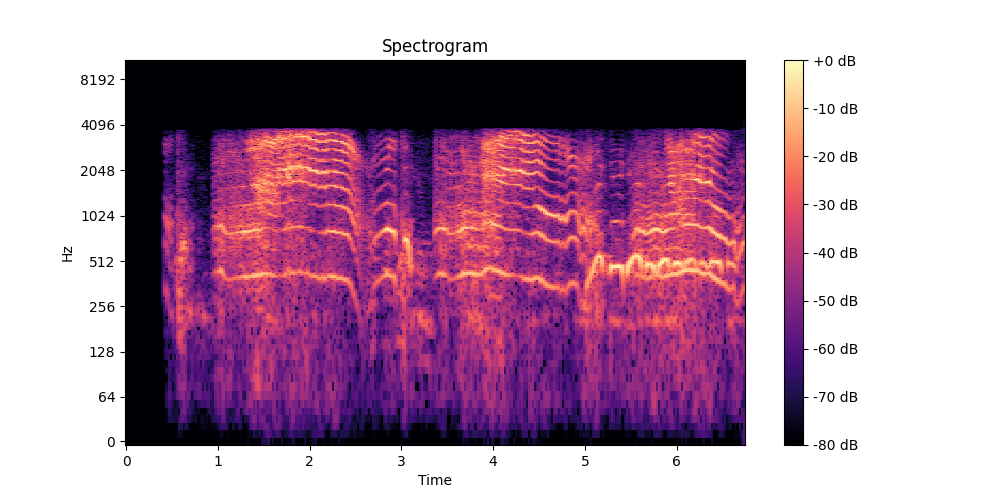 Spectrogram
8192
4096
2048
1024
512
256
128
64
0
Hz
0 1 2 3 4 5 6
Time
+0 dB
-10 dB
-20 dB
-30 dB
-40 dB
-50 dB
-60 dB
-70 dB
-80 dB